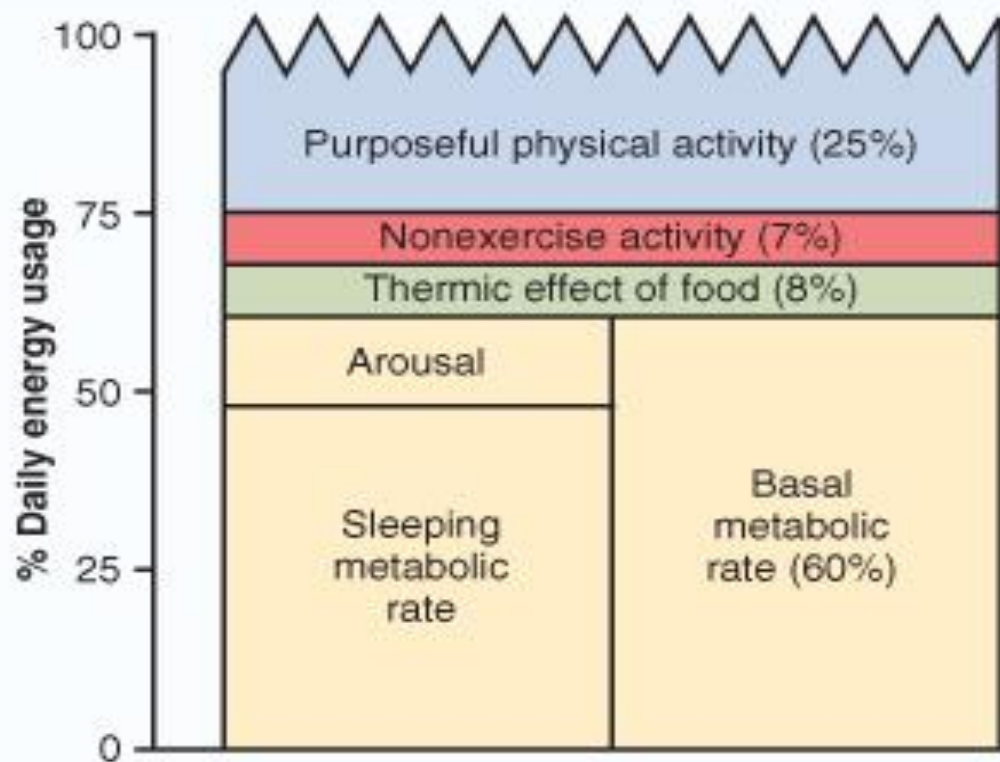 % Daily energy usage
100
75
50
25
0
Purposeful physical activity (25%)
Nonexercise activity (7%)
Thermic effect of food (8%)
Arousal
Sleeping
metabolic
rate
Basal
metabolic
rate (60%)